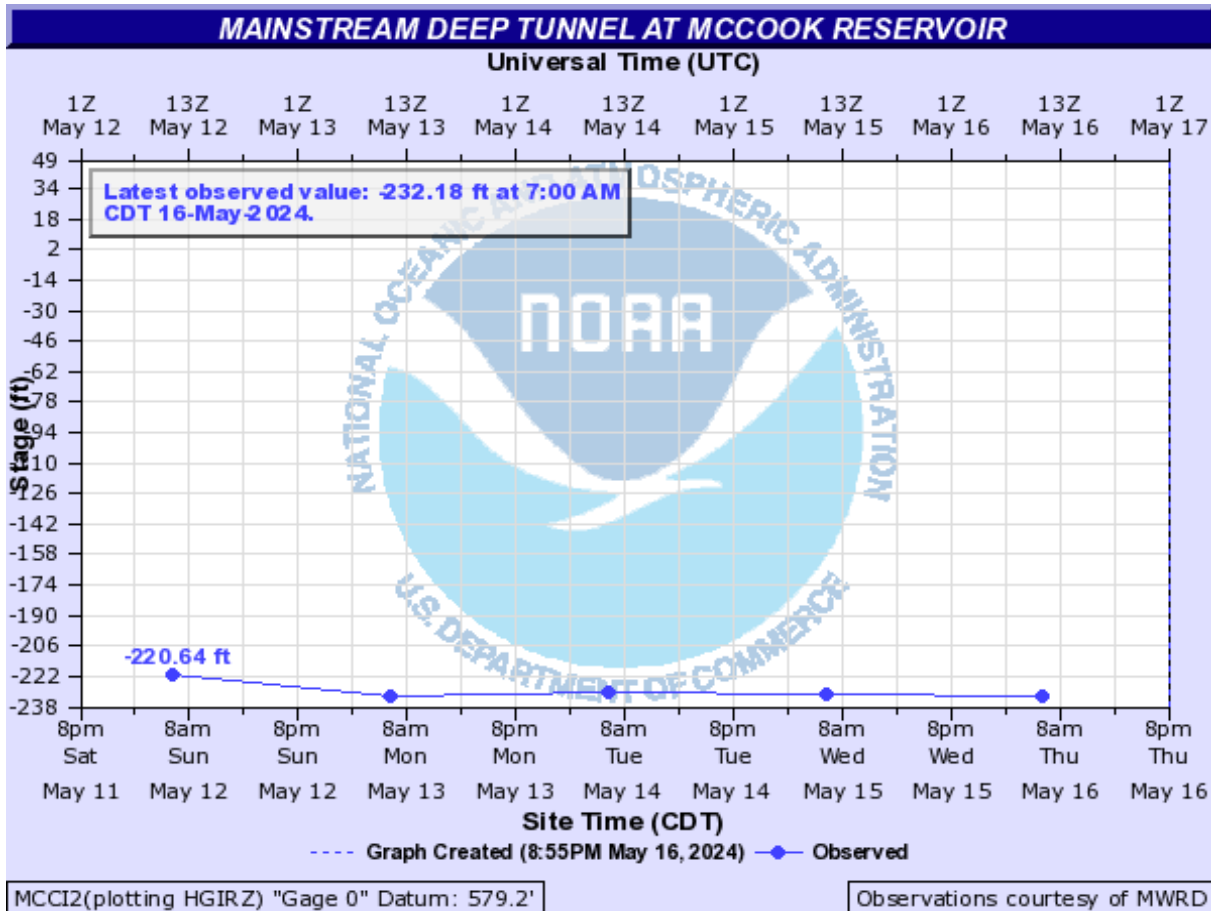 MAINSTREAM DEEP TUNNEL AT MCCOOK RESERVOIR
Universal Time (UTC)
1Z 13Z 1Z 13Z 1Z 13Z 1Z 13Z 1Z 13Z 1Z
May 12 May 12 May 13 May 13 May 14 May 14 May 15 May 15 May 16 May 16 May 17
Latest observed value: -232.18 ft at 7:00 AM
CDT 16-May-2024.
Stage (ft)
49
34
18
2
-14
-30
-46
-62
-78
-94
-110
-126
-142
-158
-174
-190
-206
-222
-238
NATIONAL OCEANIC AND ATMOSPHERIC ADMINISTRATION
NOAA
U.S. DEPARTMENT OF COMMERCE
-220.64 ft
8pm 8am 8pm 8am 8pm 8am 8pm 8am 8pm 8am 8pm
Sat Sun Sun Mon Mon Tue Tue Wed Wed Thu Thu
May 11 May 12 May 12 May 13 May 13 May 14 May 14 May 15 May 15 May 16 May 16
Site Time (CDT)
Graph Created (8:55PM May 16, 2024) Observed
MCCI2(plotting HGIRZ) "Gage 0" Datum: 579.2'
Observations courtesy of MWRD